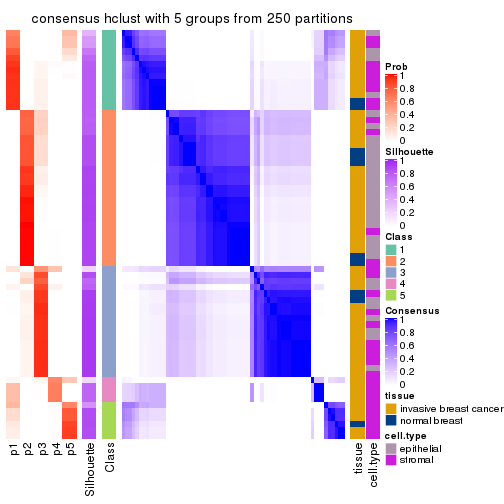 consensus hclust with 5 groups from 250 partitions
Prob
1
0.8
0.6
0.4
0.2
0
Silhouette
1
0.8
0.6
0.4
0.2
0
Class
1
2
3
4
5
Consensus
1
0.8
0.6
0.4
0.2
0
tissue
invasive breast cancer
normal breast
cell.type
epithelial
stromal
p1
p2
p3
p4
p5
Silhouette
Class
tissue
cell.type